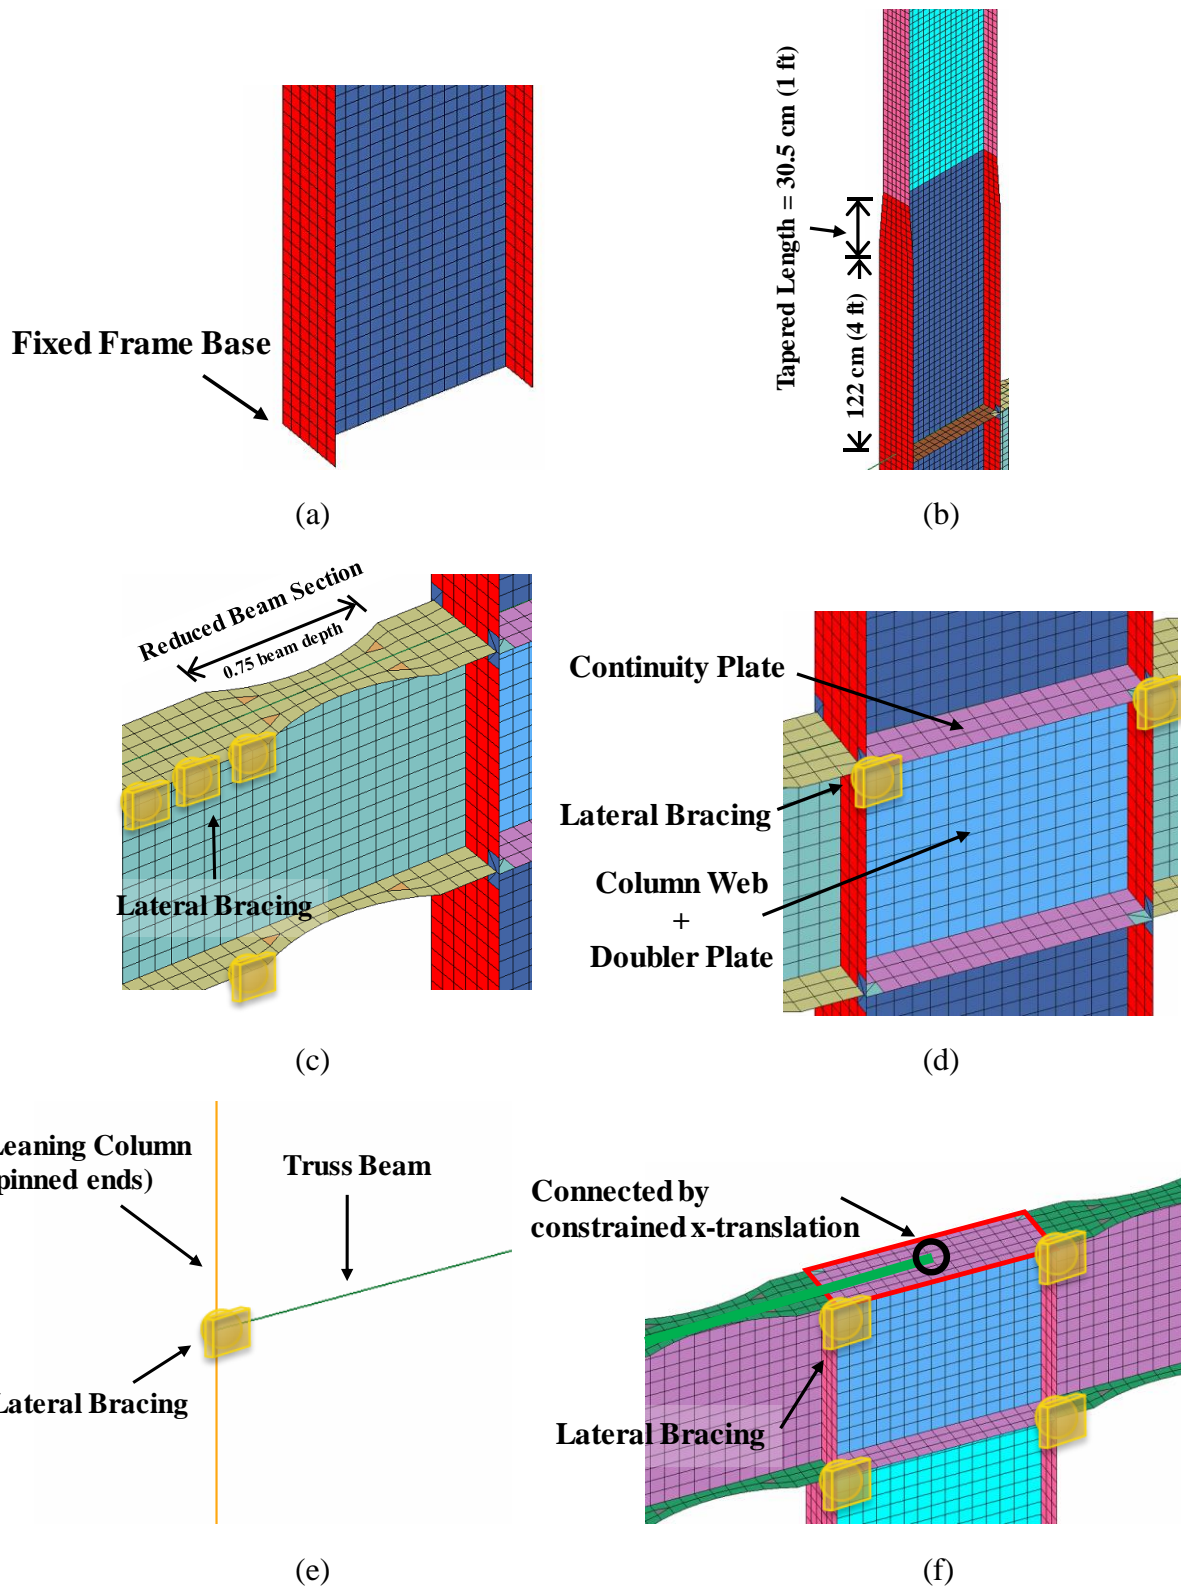 Fixed Frame Base
(a)
Tapered Length = 30.5 cm (1 ft)
122 cm (4 ft)
(b)
Reduced Beam Section
0.75 beam depth
Lateral Bracing
(c)
Continuity Plate
Lateral Bracing
Column Web
+
Doubler Plate
(d)
Leaning Column
pinned ends)
Truss Beam
Lateral Bracing
(e)
Connected by
constrained x-translation
Lateral Bracing
(f)